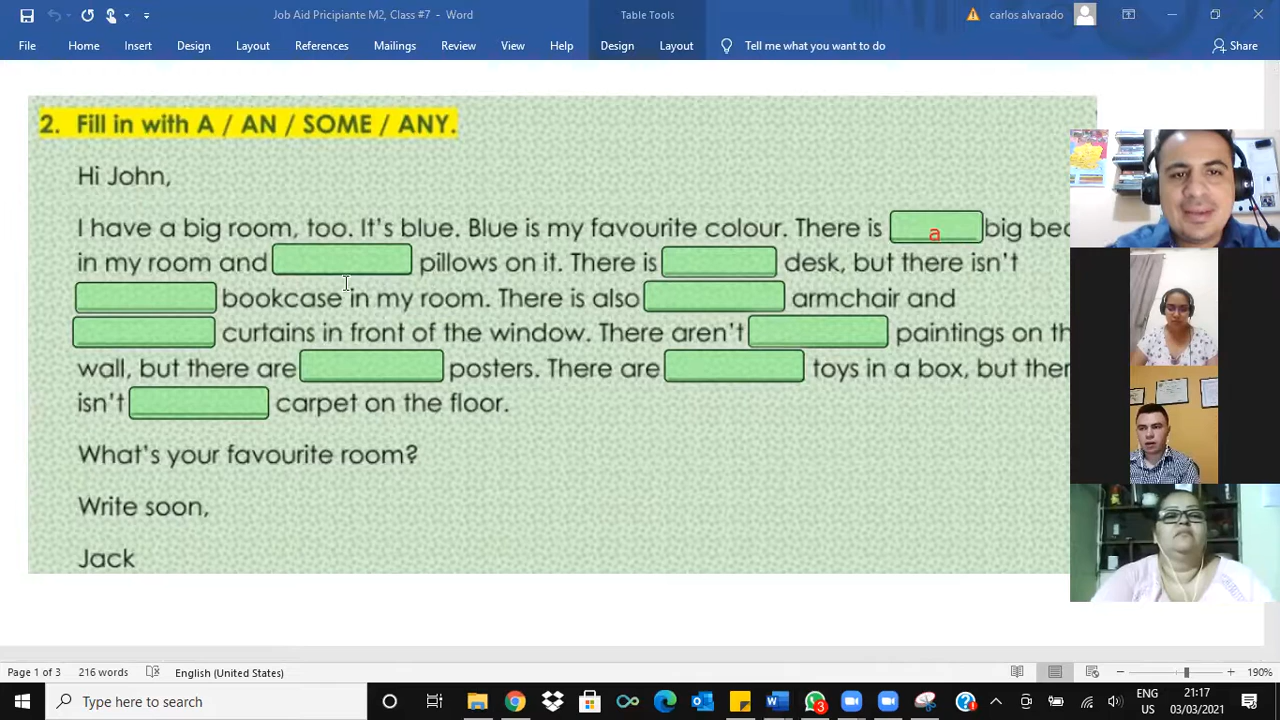 Job Aid Pricipiante M2, Class #7 - Word
Table Tools
carlos alvarado
File Home Insert Design Layout References Mailings Review View Help Design Layout Tell me what you want to do Share
2. Fill in with A / AN / SOME / ANY.
Hi John,
I have a big room, too. It's blue. Blue is my favourite colour. There is a big bed
in my room and pillows on it. There is desk, but there isn't
bookcase in my room. There is also armchair and
curtains in front of the window. There aren't paintings on th
wall, but there are posters. There are toys in a box, but ther
isn't carpet on the floor.
What's your favourite room?
Write soon,
Jack
Page 1 of 3 216 words English (United States) 190%
Type here to search
3
ENG 21:17
US 03/03/2021